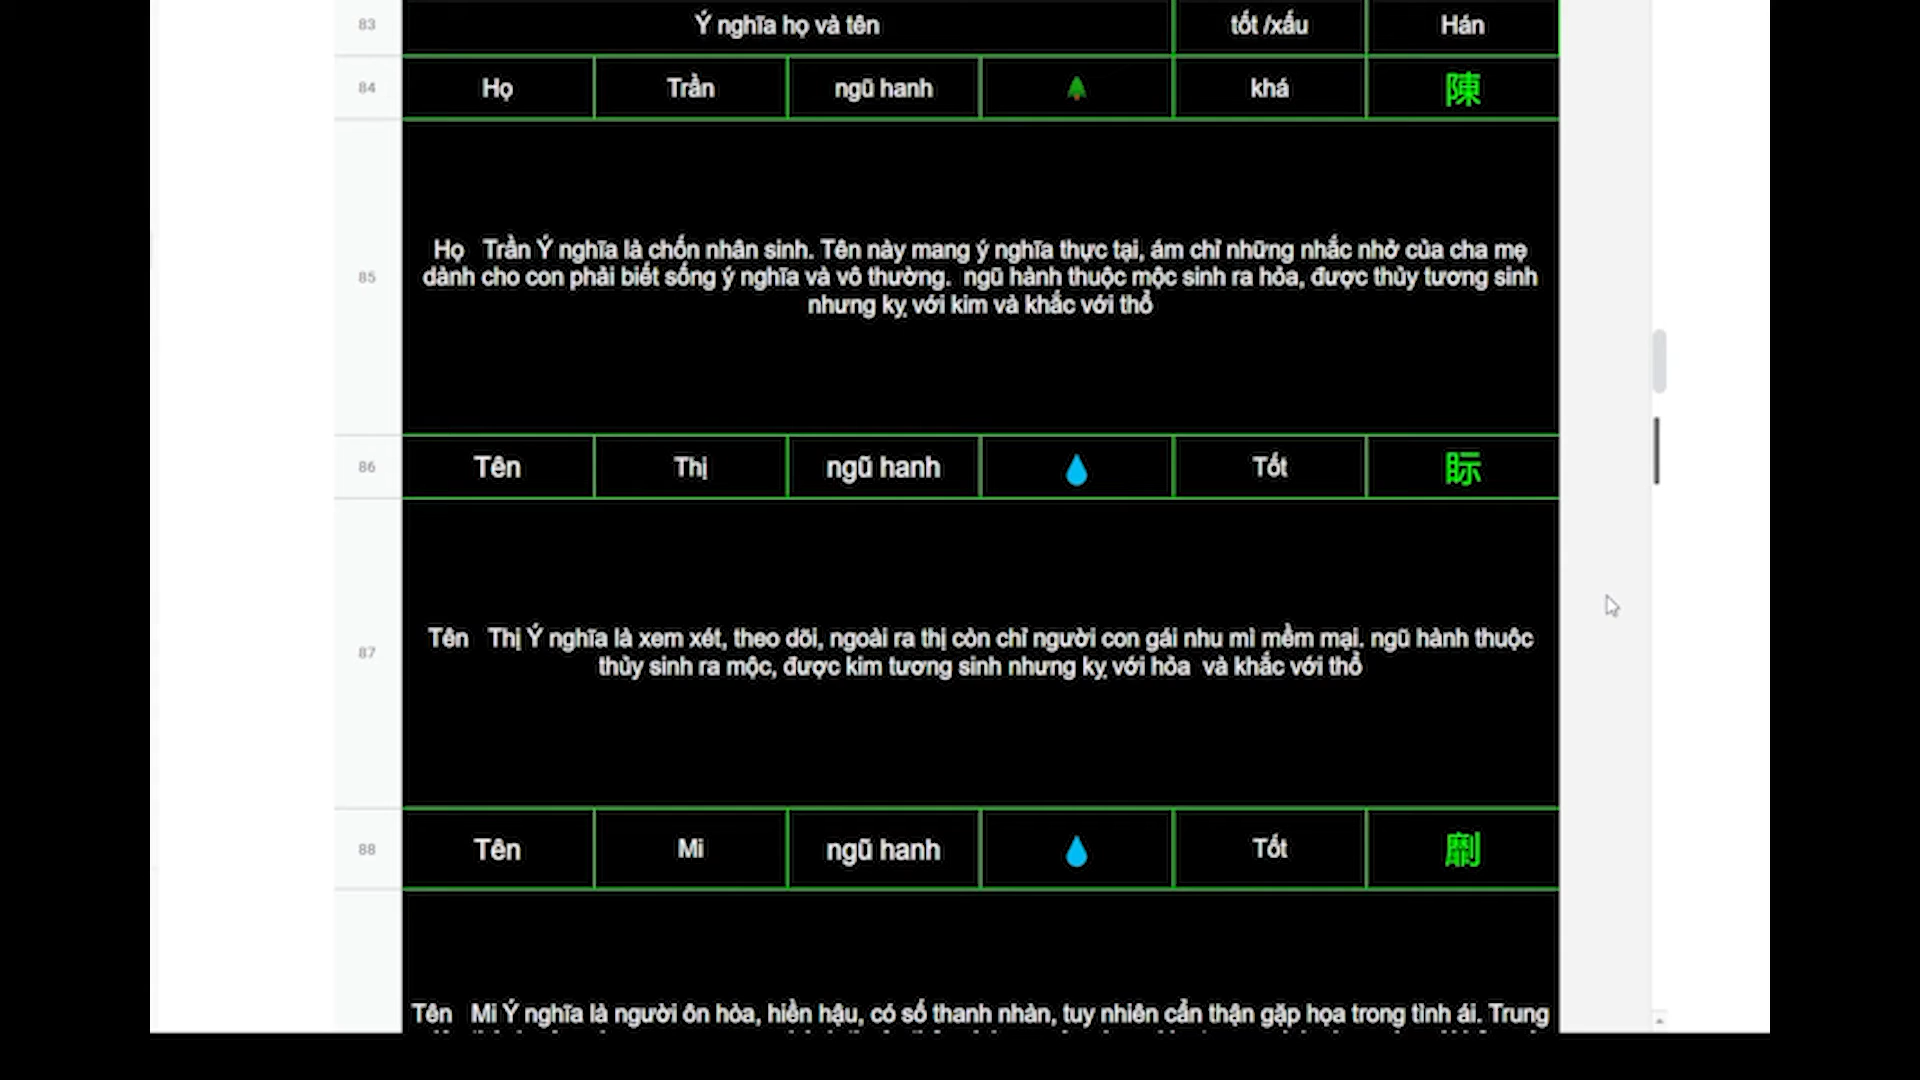 83 Ý nghĩa họ và tên tốt /xấu Hán
84 Họ Trần ngũ hanh khá 陳
Họ Trần Ý nghĩa là chốn nhân sinh. Tên này mang ý nghĩa thực tại, ám chỉ những nhắc nhở của cha mẹ
85 dành cho con phải biết sống ý nghĩa và vô thường. ngũ hành thuộc mộc sinh ra hỏa, được thủy tương sinh
nhưng kỵ với kim và khắc với thổ
86 Tên Thị ngũ hanh Tốt 眎
Tên Thị Ý nghĩa là xem xét, theo dõi, ngoài ra thị còn chỉ người con gái nhu mì mềm mại. ngũ hành thuộc
87 thủy sinh ra mộc, được kim tương sinh nhưng kỵ với hỏa và khắc với thổ
88 Tên Mi ngũ hanh Tốt
Tên Mi Ý nghĩa là người ôn hòa, hiền hậu, có số thanh nhàn, tuy nhiên cẩn thận gặp họa trong tình ái. Trung